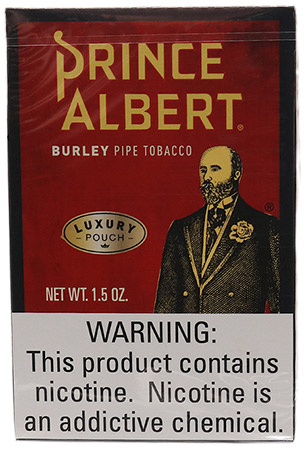 PRINCE
ALBERT®
BURLEY PIPE TOBACCO
LUXURY
POUCH
®
NET WT. 1.5 OZ.
WARNING:
This product contains
nicotine. Nicotine is
an addictive chemical.